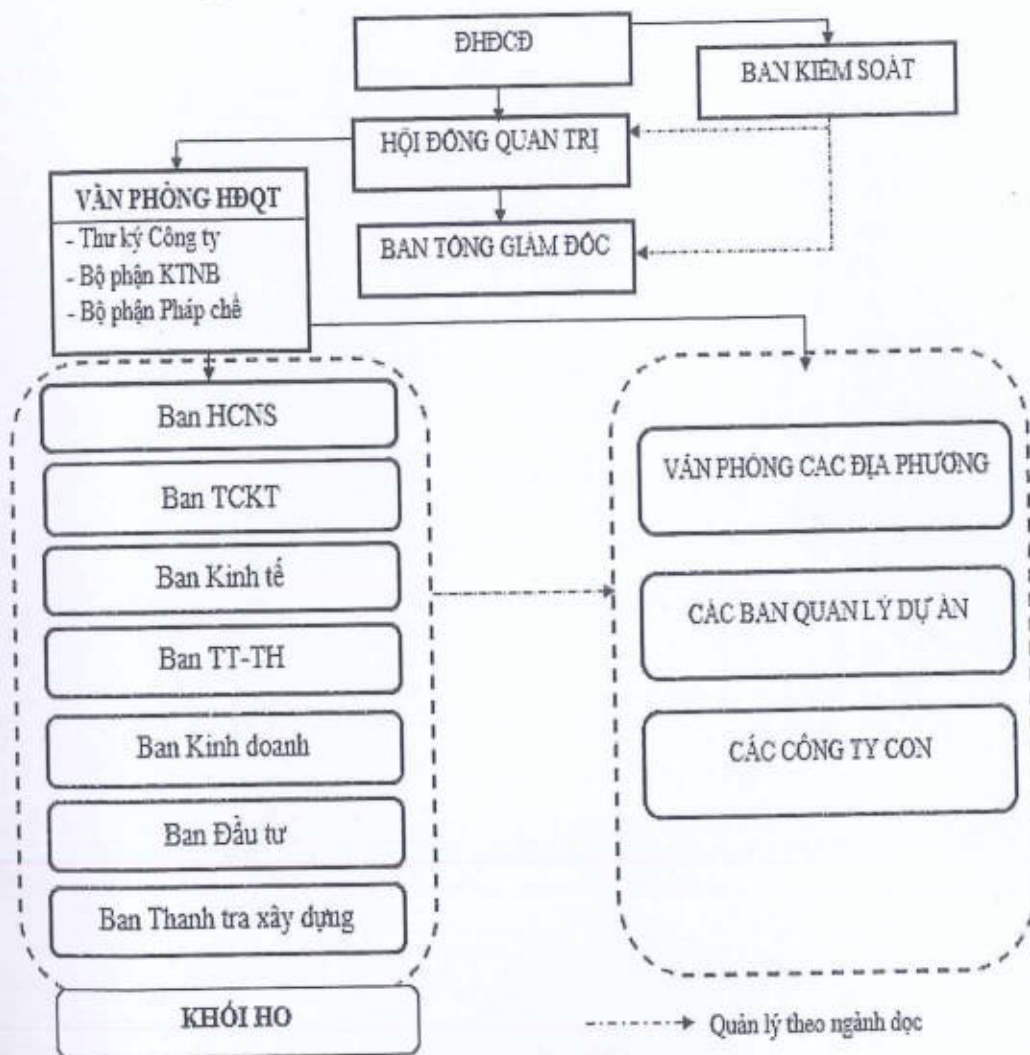 ĐHĐCĐ
BAN KIỂM SOÁT
HỘI ĐỒNG QUẢN TRỊ
VĂN PHÒNG HĐQT
- Thư ký Công ty
- Bộ phận KTNB
- Bộ phận Pháp chế
BAN TỔNG GIÁM ĐỐC
Ban HCNS
Ban TCKT
Ban Kinh tế
Ban TT-TH
Ban Kinh doanh
Ban Đầu tư
Ban Thanh tra xây dựng
KHỐI HO
VĂN PHÒNG CÁC ĐỊA PHƯƠNG
CÁC BAN QUẢN LÝ DỰ ÁN
CÁC CÔNG TY CON
Quản lý theo ngành dọc